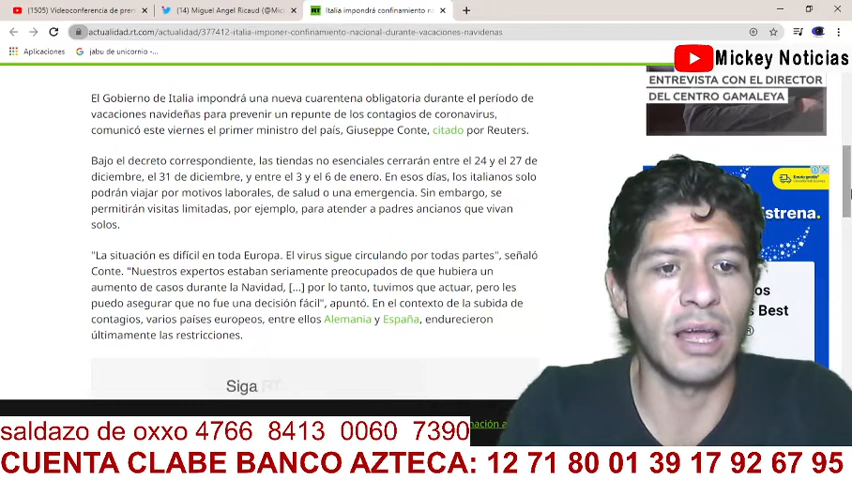 (1505) Videoconferencia de pren
(14) Miguel Angel Ricaud (@Mic
RT
Italia impondrá confinamiento na
actualidad.rt.com/actualidad/377412-italia-imponer-confinamiento-nacional-durante-vacaciones-navidenas
Aplicaciones
jabu de unicornio -...
Mickey Noticias
El Gobierno de Italia impondrá una nueva cuarentena obligatoria durante el período de
vacaciones navideñas para prevenir un repunte de los contagios de coronavirus,
comunicó este viernes el primer ministro del país, Giuseppe Conte, citado por Reuters.
Bajo el decreto correspondiente, las tiendas no esenciales cerrarán entre el 24 y el 27 de
diciembre, el 31 de diciembre, y entre el 3 y el 6 de enero. En esos días, los italianos solo
podrán viajar por motivos laborales, de salud o una emergencia. Sin embargo, se
permitirán visitas limitadas, por ejemplo, para atender a padres ancianos que vivan
solos.
"La situación es difícil en toda Europa. El virus sigue circulando por todas partes", señaló
Conte. "Nuestros expertos estaban seriamente preocupados de que hubiera un
aumento de casos durante la Navidad, [...] por lo tanto, tuvimos que actuar, pero les
puedo asegurar que no fue una decisión fácil", apuntó. En el contexto de la subida de
contagios, varios países europeos, entre ellos Alemania y España, endurecieron
últimamente las restricciones.
Siga RT
ENTREVISTA CON EL DIRECTOR
DEL CENTRO GAMALEYA
Envío gratis
strena.
os
s Best
saldazo de oxxo 4766 8413 0060 7390
CUENTA CLABE BANCO AZTECA: 12 71 80 01 39 17 92 67 95